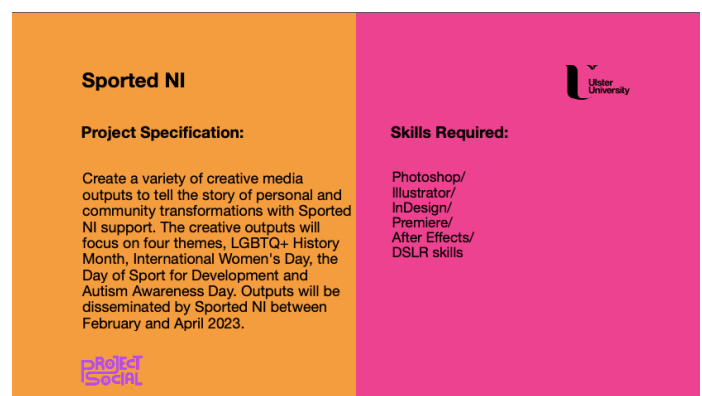 Sported NI
Ulster
University
Project Specification:
Skills Required:
Create a variety of creative media
outputs to tell the story of personal and
community transformations with Sported
NI support. The creative outputs will
focus on four themes, LGBTQ+ History
Month, International Women's Day, the
Day of Sport for Development and
Autism Awareness Day. Outputs will be
disseminated by Sported NI between
February and April 2023.
Photoshop/
Illustrator/
InDesign/
Premiere/
After Effects/
DSLR skills
PROJECT
SOCIAL